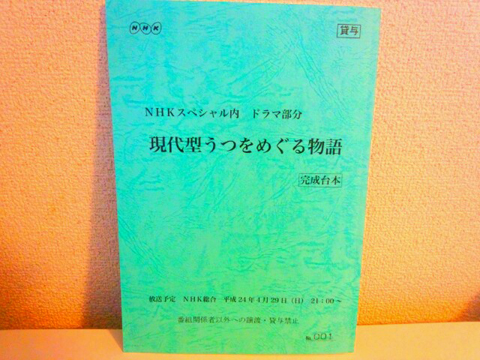 NHK
貸与
NHKスペシャル内 ドラマ部分
現代型うつをめぐる物語
完成台本
放送予定 NHK総合 平成24年4月29日（日） 21：00～
番組関係者以外への譲渡・貸与禁止
№001